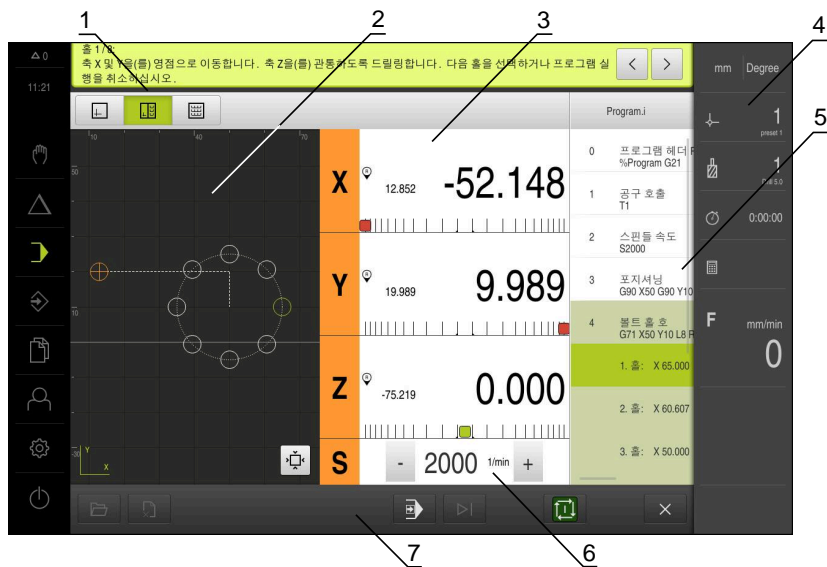 1
2
3
4
5
6
7
△ 0
11:21
홀 1/8:
축 X 및 Y을(를) 영점으로 이동합니다. 축 Z을(를) 관통하도록 드릴링합니다. 다음 홀을 선택하거나 프로그램 실
행을 취소하십시오.
mm Degree
1
preset 1
1
0:00:00
F mm/min
0
Program.i
0 프로그램 헤더
%Program G21
1 공구 호출
T1
2 스핀들 속도
S2000
3 포지셔닝
G90 X50 G90 Y10
4 볼트 홀 호
G71 X50 Y10 L8
1. 홀: X 65.000
2. 홀: X 60.607
3. 홀: X 50.000
10 40 70
50
10
-30
Y
X
X R 12.852 -52.148
Y R 19.989 9.989
Z R -75.219 0.000
S - 2000 1/min +